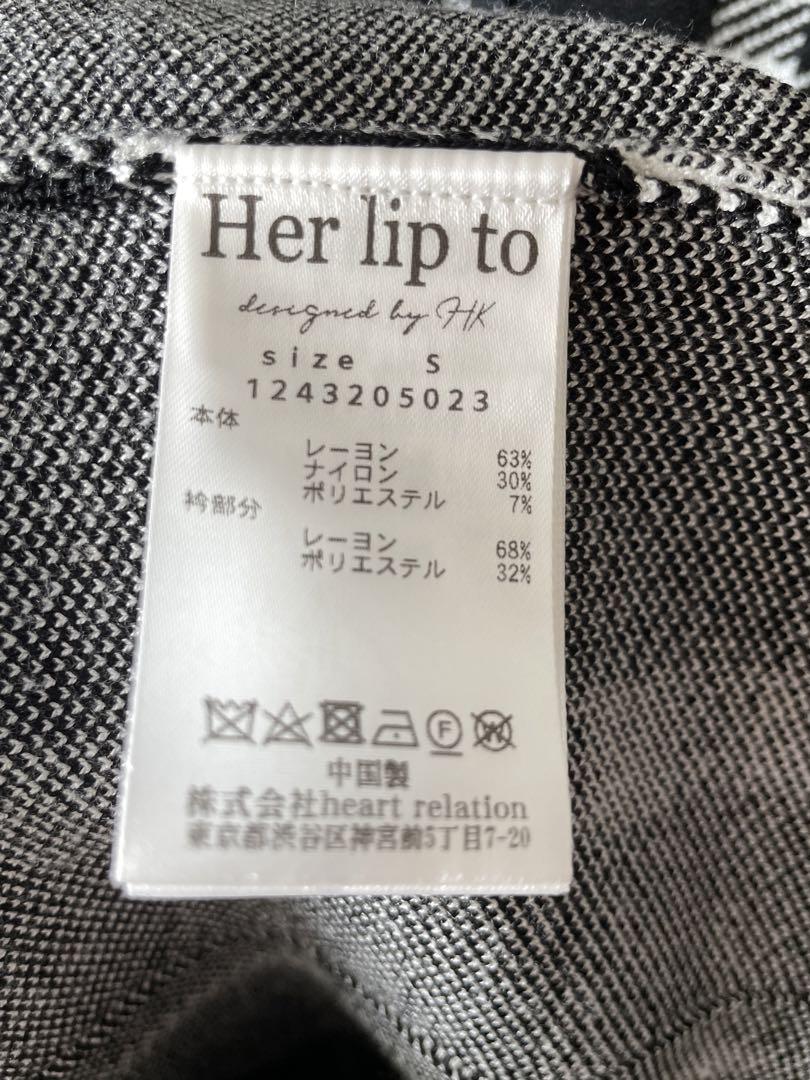 Her lip to
designed by HK
size S
1243205023
本体
レーヨン 63%
ナイロン 30%
ポリエステル 7%
衿部分
レーヨン 68%
ポリエステル 32%
F W
中国製
株式会社heart relation
東京都渋谷区神宮前5丁目7-20